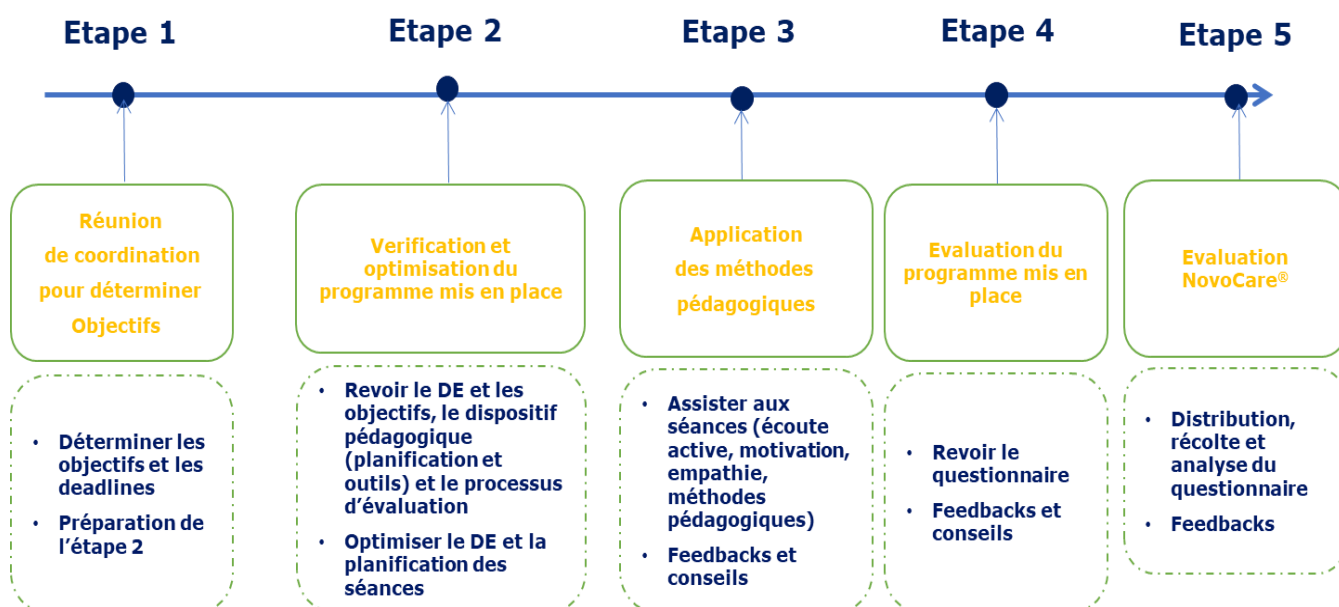 Etape 1
Etape 2
Etape 3
Etape 4
Etape 5
Réunion
de coordination
pour déterminer
Objectifs
Verification et
optimisation du
programme mis en place
Application
des méthodes
pédagogiques
Evaluation du
programme mis en
place
Evaluation
NovoCare®
• Déterminer les
objectifs et les
deadlines
• Préparation de
l'étape 2
• Revoir le DE et les
objectifs, le dispositif
pédagogique
(planification et
outils) et le processus
d'évaluation
• Optimiser le DE et la
planification des
séances
• Assister aux
séances (écoute
active, motivation,
empathie,
méthodes
pédagogiques)
• Feedbacks et
conseils
• Revoir le
questionnaire
• Feedbacks et
conseils
• Distribution,
récolte et
analyse du
questionnaire
• Feedbacks